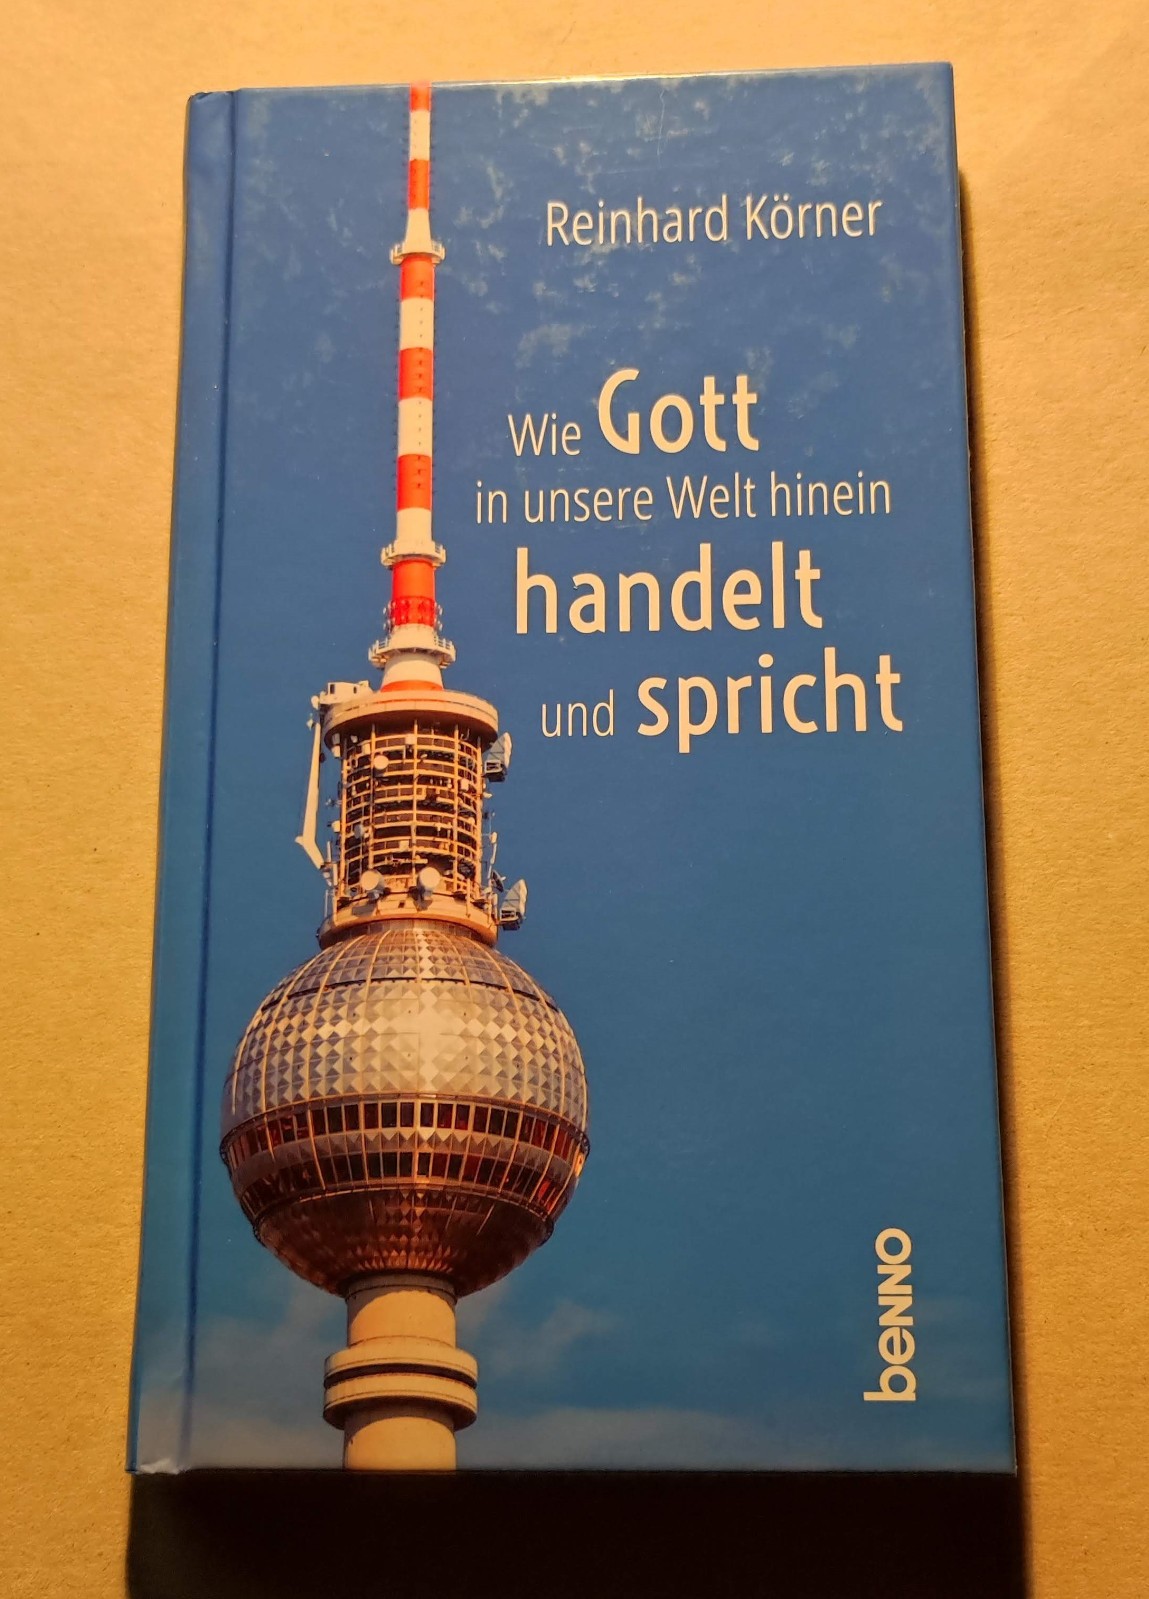 Reinhard Körner
Wie Gott
in unsere Welt hinein
handelt
und spricht
benno